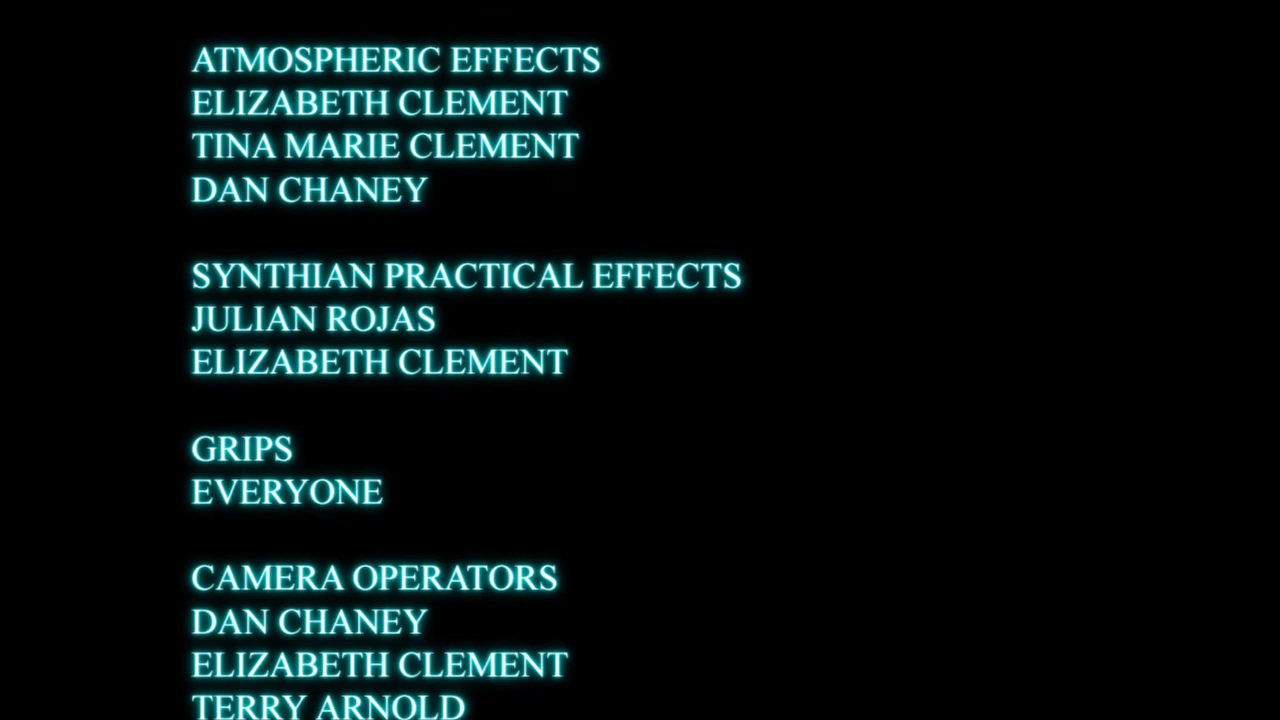 ATMOSPHERIC EFFECTS
ELIZABETH CLEMENT
TINA MARIE CLEMENT
DAN CHANEY
SYNTHIAN PRACTICAL EFFECTS
JULIAN ROJAS
ELIZABETH CLEMENT
GRIPS
EVERYONE
CAMERA OPERATORS
DAN CHANEY
ELIZABETH CLEMENT
TERRY ARNOLD